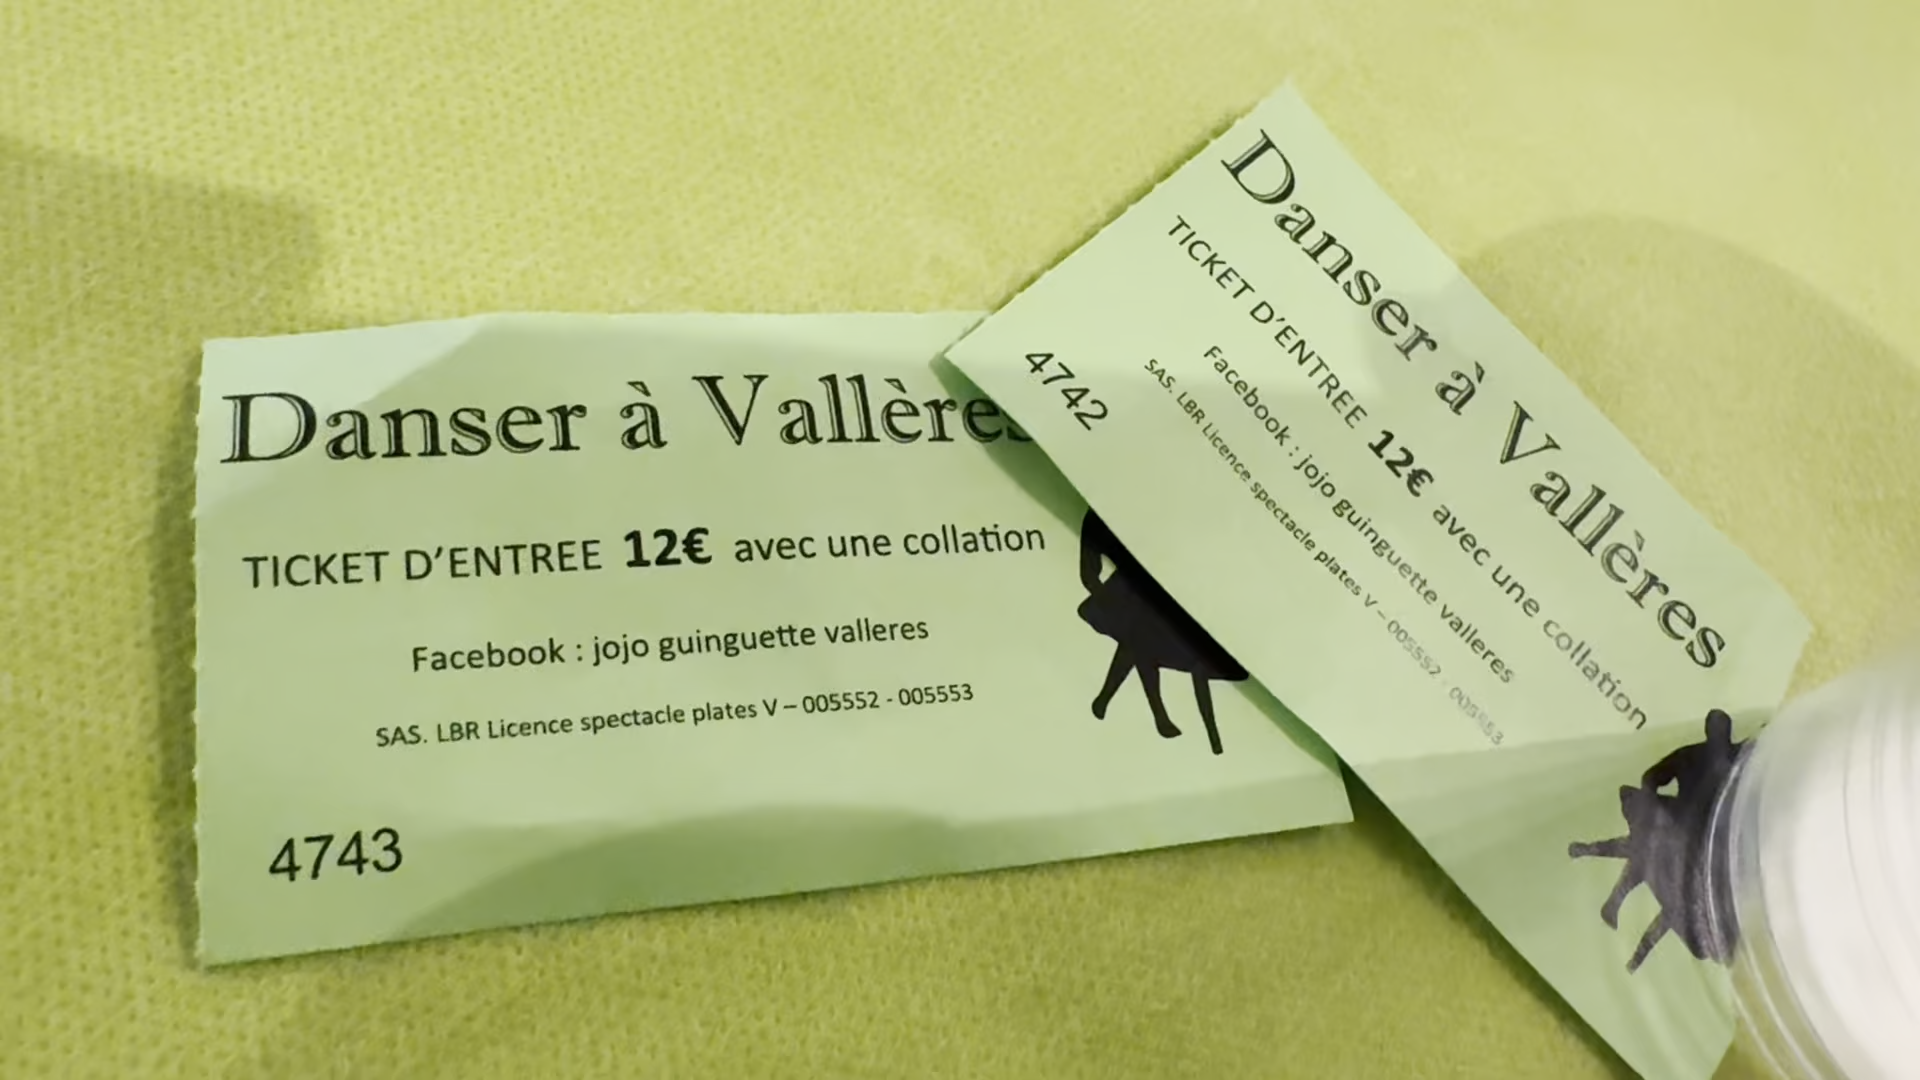 Danser à Vallères
TICKET D'ENTREE 12€ avec une collation
Facebook : jojo guinguette valleres
SAS. LBR Licence spectacle plates V – 005552 - 005553
4743
Danser à Vallères
TICKET D'ENTREE 12€ avec une collation
Facebook : jojo guinguette valleres
SAS. LBR Licence spectacle plates V – 005552 - 005553
4742